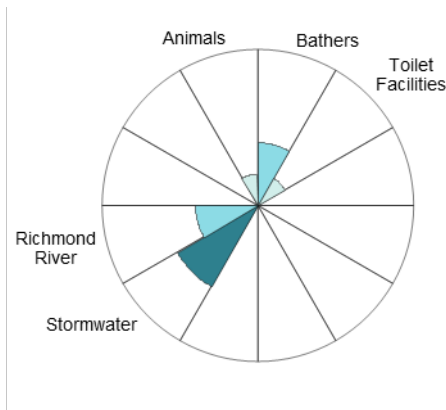 Animals
Bathers
Toilet
Facilities
Richmond
River
Stormwater